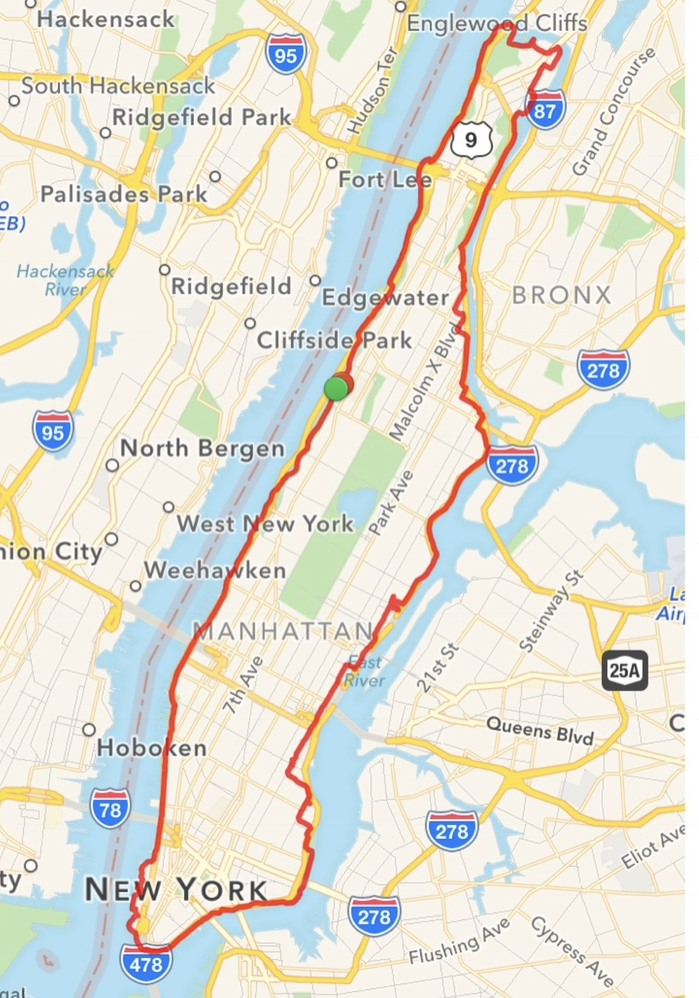 Hackensack
Englewood Cliffs
95
South Hackensack
Hudson Ter
Grand Concourse
Ridgefield Park
87
9
Fort Lee
Palisades Park
EB)
Hackensack
River
Ridgefield
Edgewater
BRONX
Cliffside Park
Malcolm X Blvd
278
95
North Bergen
278
Park Ave
West New York
nion City
Weehawken
Steinway St
La
Airp
MANHATTAN
East
River
21st St
25A
7th Ave
Queens Blvd
C
Hoboken
78
278
Eliot Ave
ty
NEW YORK
278
Flushing Ave
Cypress Ave
478
gal